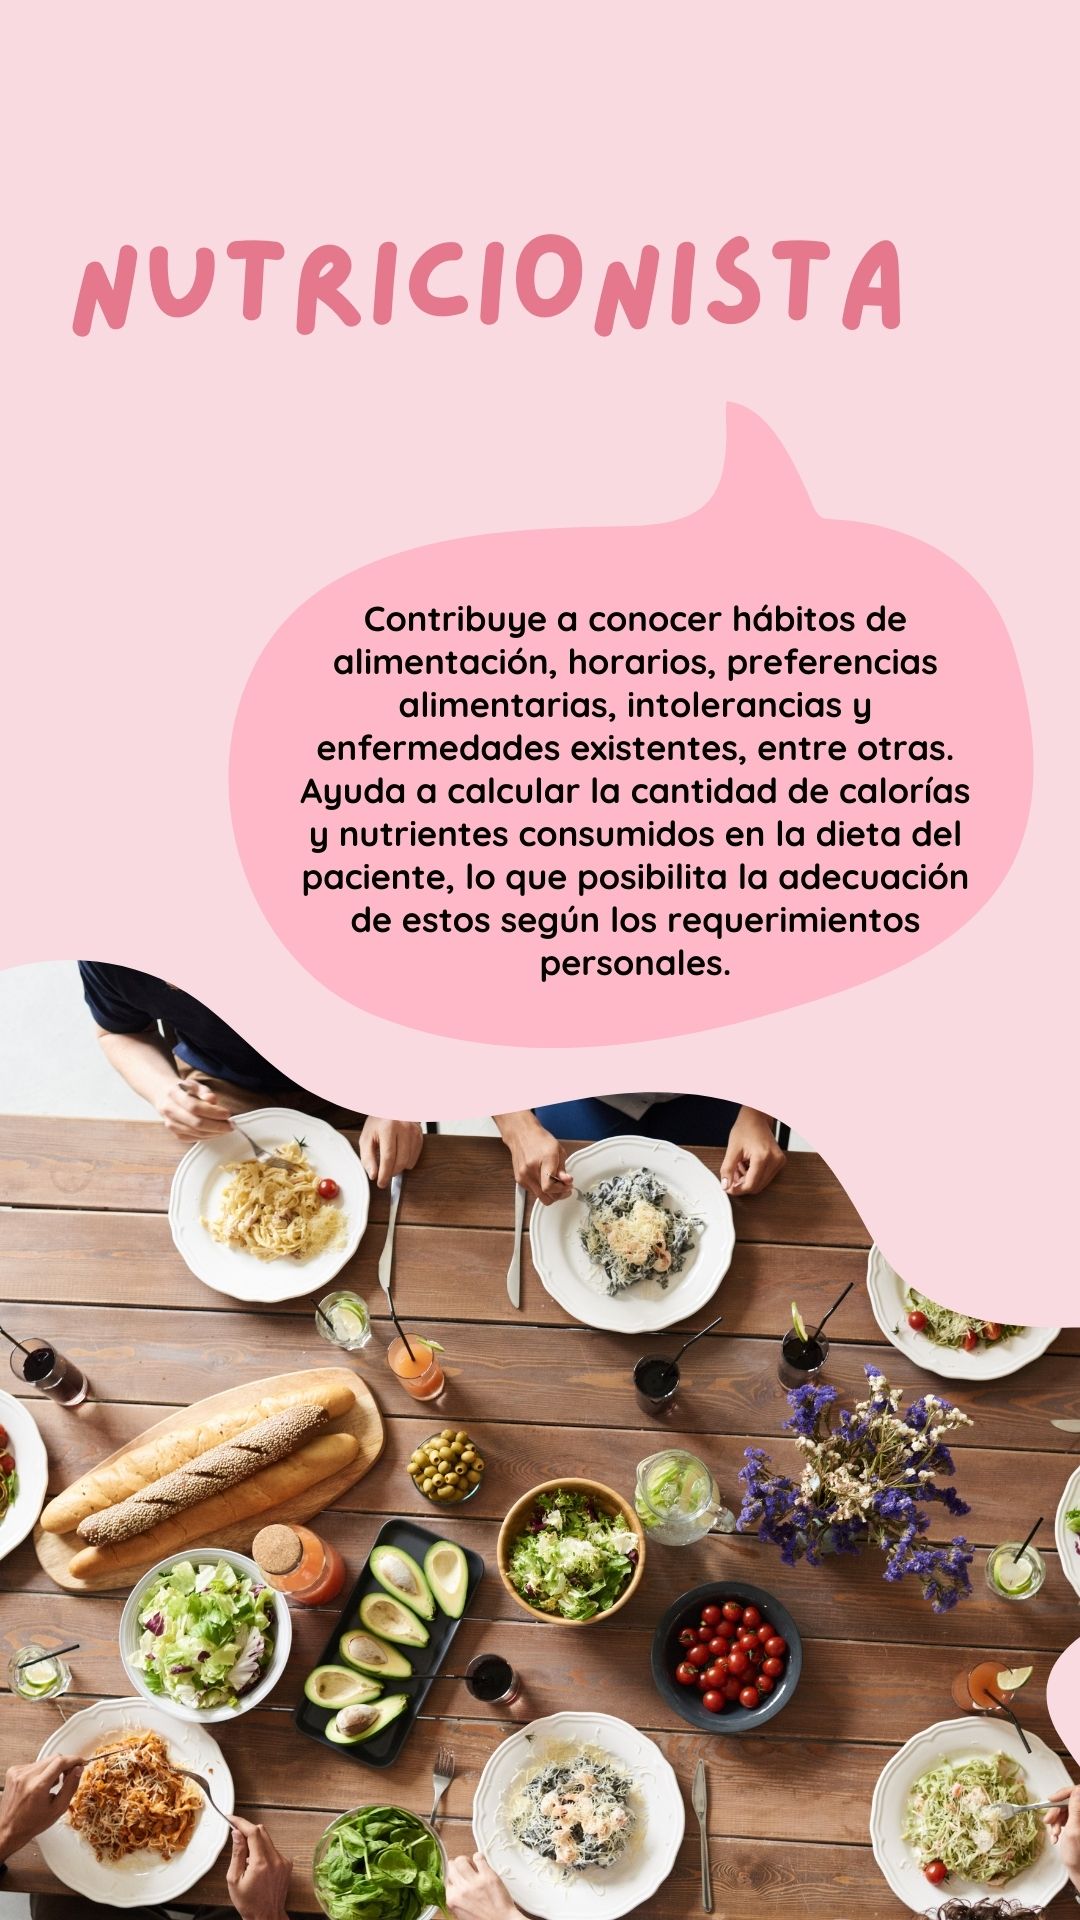 NUTRICIONISTA
Contribuye a conocer hábitos de
alimentación, horarios, preferencias
alimentarias, intolerancias y
enfermedades existentes, entre otras.
Ayuda a calcular la cantidad de calorías
y nutrientes consumidos en la dieta del
paciente, lo que posibilita la adecuación
de estos según los requerimientos
personales.